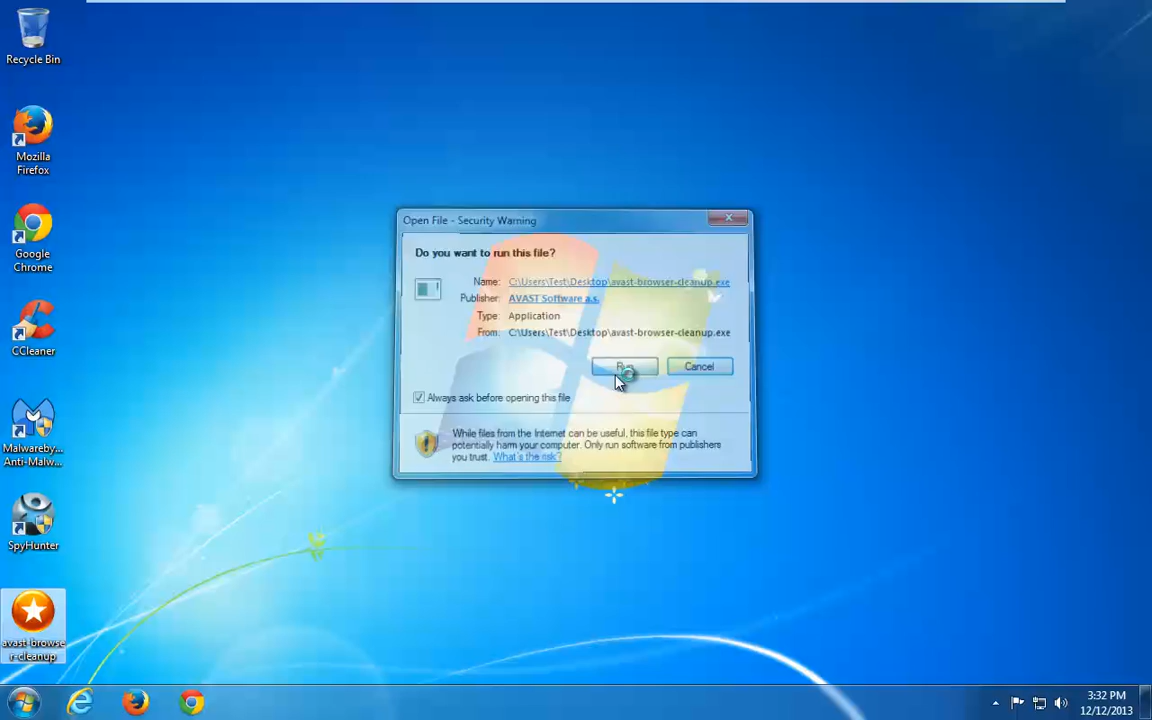 Recycle Bin
Mozilla
Firefox
Google
Chrome
CCleaner
Malwareby...
Anti-Malw...
SpyHunter
avast-browse
r-cleanup
Open File - Security Warning
Do you want to run this file?
Name: C:\Users\Test\Desktop\avast-browser-cleanup.exe
Publisher: AVAST Software a.s.
Type: Application
From: C:\Users\Test\Desktop\avast-browser-cleanup.exe
Run Cancel
Always ask before opening this file
While files from the Internet can be useful, this file type can
potentially harm your computer. Only run software from publishers
you trust. What's the risk?
3:32 PM
12/12/2013